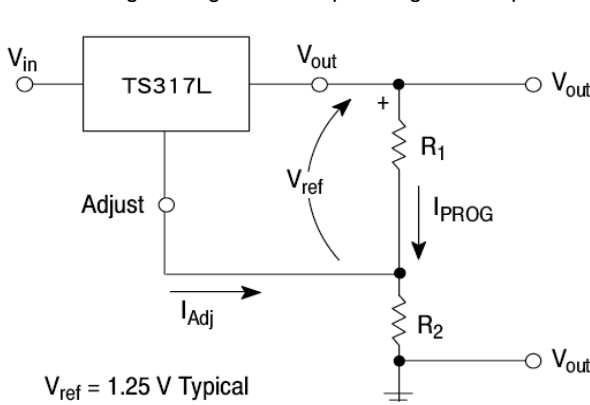 Vin
TS317L
Vout
Vout
+
R1
Vref
Adjust
IPROG
IAdj
R2
Vout
Vref = 1.25 V Typical